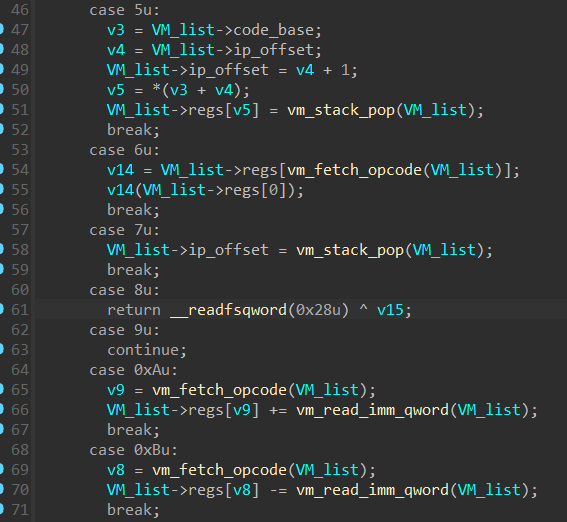 46 case 5u:
47 v3 = VM_list->code_base;
48 v4 = VM_list->ip_offset;
49 VM_list->ip_offset = v4 + 1;
50 v5 = *(v3 + v4);
51 VM_list->regs[v5] = vm_stack_pop(VM_list);
52 break;
53 case 6u:
54 v14 = VM_list->regs[vm_fetch_opcode(VM_list)];
55 v14(VM_list->regs[0]);
56 break;
57 case 7u:
58 VM_list->ip_offset = vm_stack_pop(VM_list);
59 break;
60 case 8u:
61 return __readfsqword(0x28u) ^ v15;
62 case 9u:
63 continue;
64 case 0xAu:
65 v9 = vm_fetch_opcode(VM_list);
66 VM_list->regs[v9] += vm_read_imm_qword(VM_list);
67 break;
68 case 0xBu:
69 v8 = vm_fetch_opcode(VM_list);
70 VM_list->regs[v8] -= vm_read_imm_qword(VM_list);
71 break;